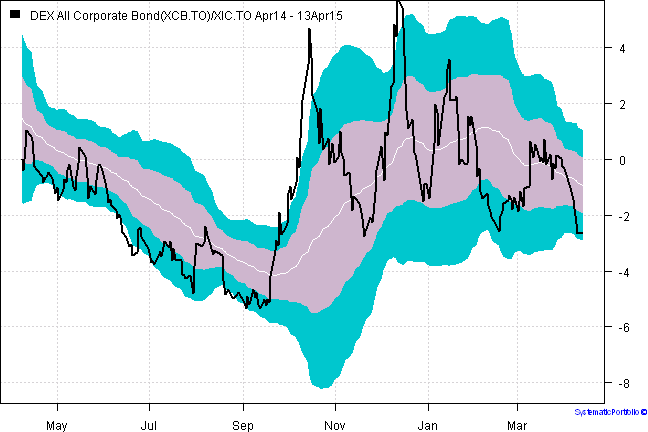 DEX All Corporate Bond(XCB.TO)/XIC.TO Apr14 - 13Apr15
4
2
0
-2
-4
-6
-8
May Jul Sep Nov Jan Mar
SystematicPortfolio ©